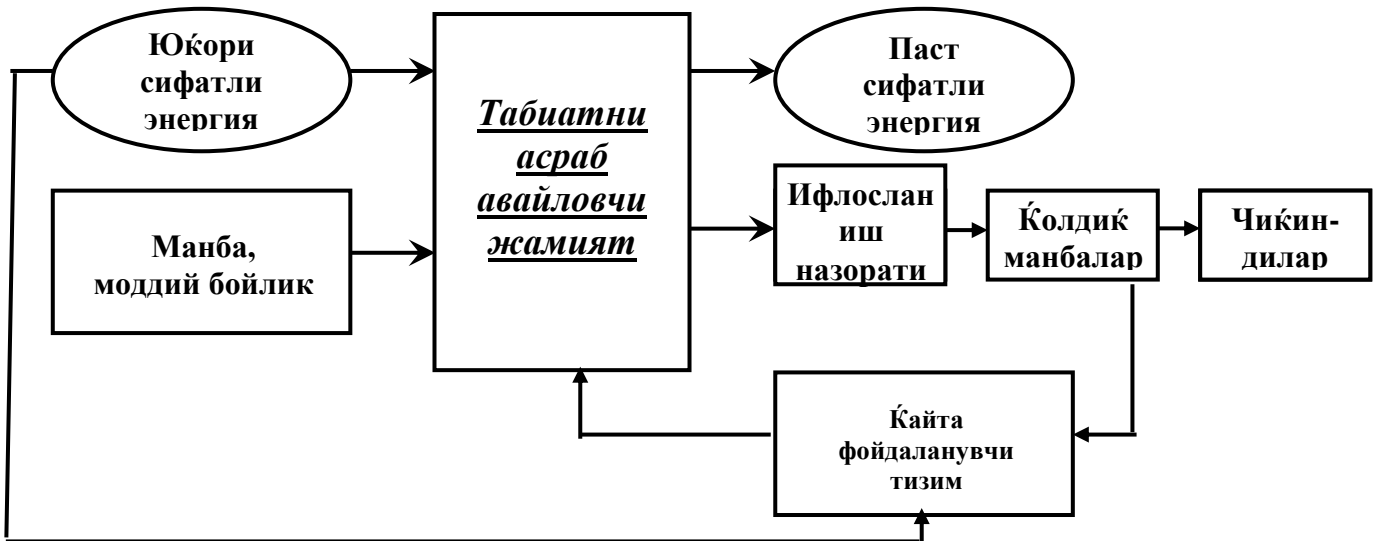 Юќори
сифатли
энергия
Манба,
моддий бойлик
Табиатни
асраб
авайловчи
жамият
Паст
сифатли
энергия
Ифлослан
иш
назорати
Ќолдиќ
манбалар
Чиќин-
дилар
Ќайта
фойдаланувчи
тизим